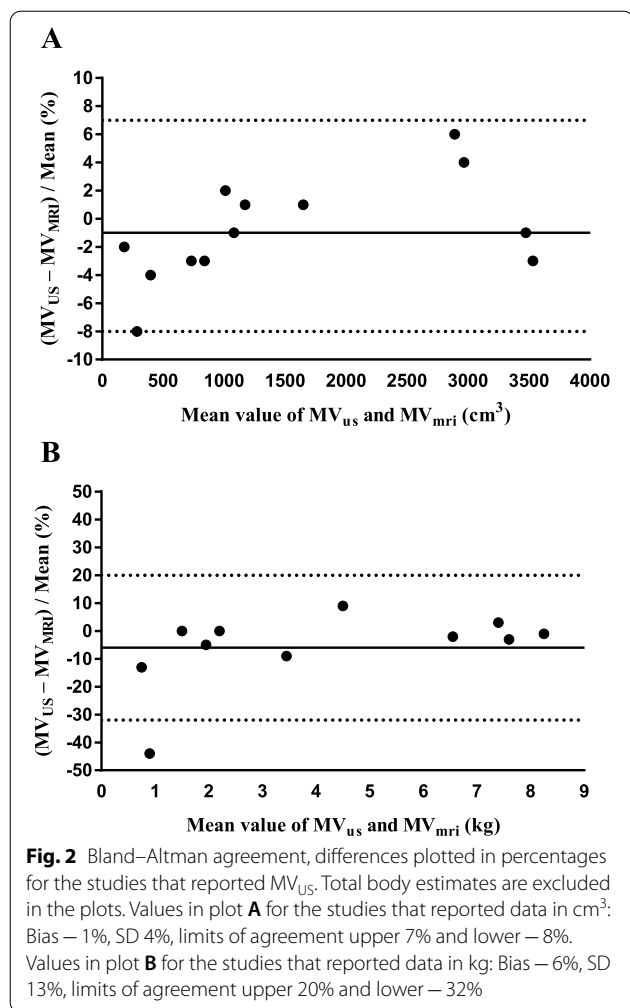 A
(MV_US – MV_MRI) / Mean (%)
10
8
6
4
2
0
-2
-4
-6
-8
-10
0 500 1000 1500 2000 2500 3000 3500 4000
Mean value of MV_us and MV_mri (cm³)
B
(MV_US – MV_MRI) / Mean (%)
50
40
30
20
10
0
-10
-20
-30
-40
-50
0 1 2 3 4 5 6 7 8 9
Mean value of MV_us and MV_mri (kg)
Fig. 2 Bland–Altman agreement, differences plotted in percentages
for the studies that reported MV_US. Total body estimates are excluded
in the plots. Values in plot A for the studies that reported data in cm³:
Bias − 1%, SD 4%, limits of agreement upper 7% and lower − 8%.
Values in plot B for the studies that reported data in kg: Bias − 6%, SD
13%, limits of agreement upper 20% and lower − 32%